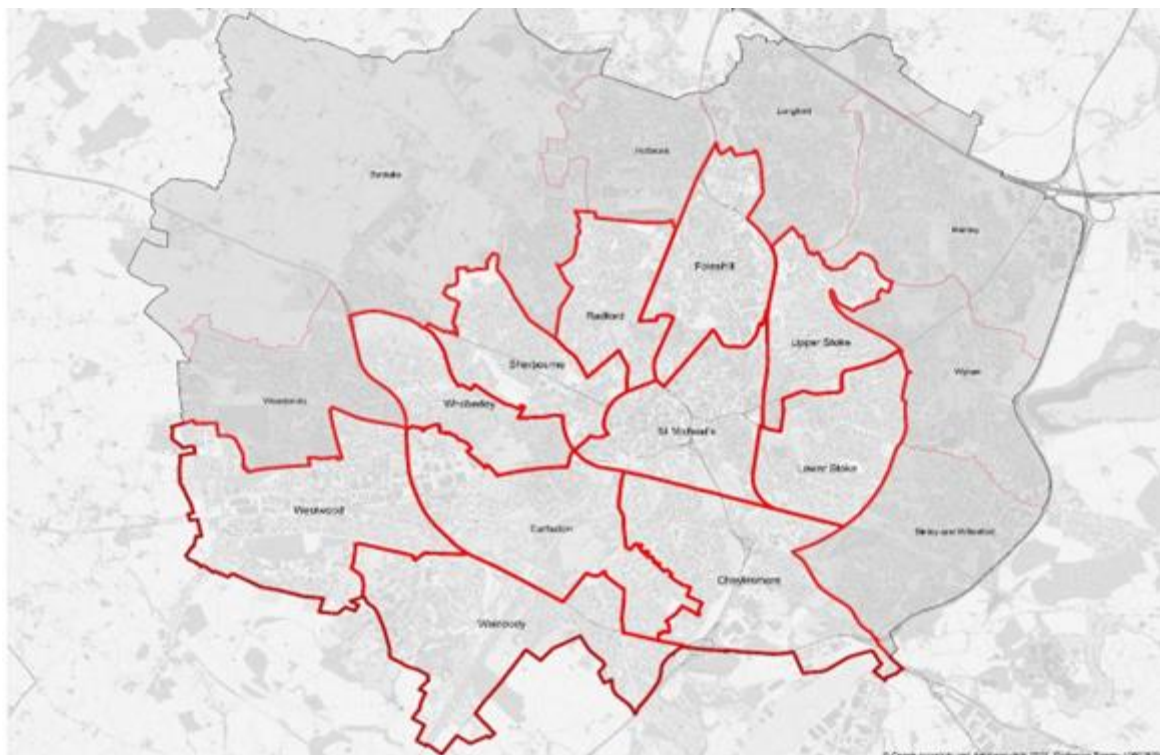 Longford
Holbrook
Bablake
Henley
Foleshill
Radford
Upper Stoke
Sherbourne
Wyken
Woodlands
Whoberley
St Michael's
Lower Stoke
Westwood
Earlsdon
Binley and Willenhall
Cheylesmore
Wainbody